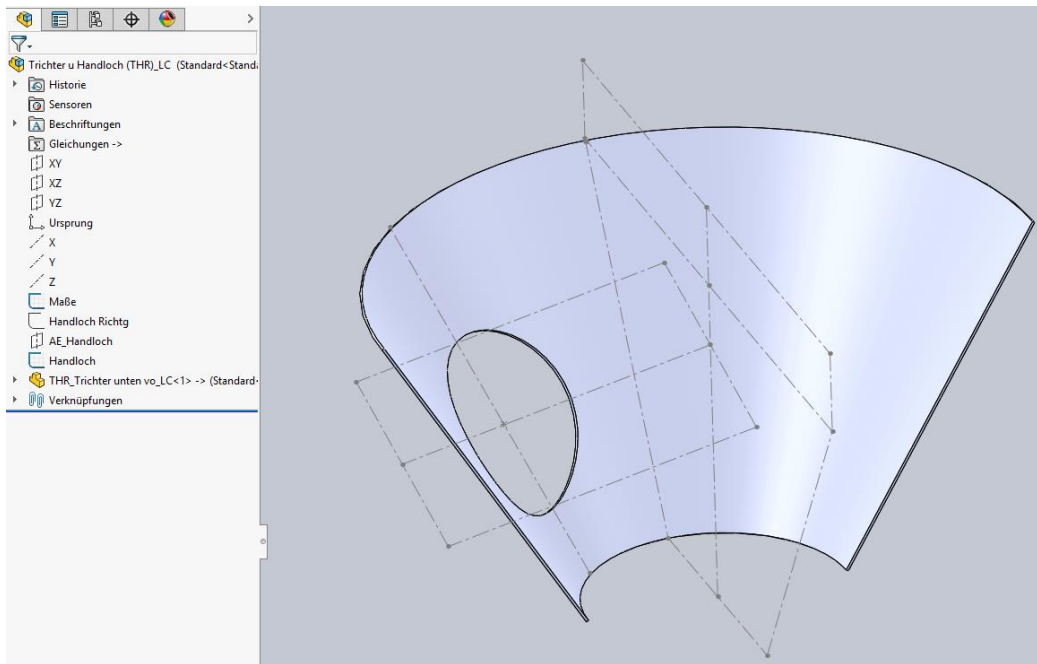 Trichter u Handloch (THR)_LC (Standard<Stand
Historie
Sensoren
Beschriftungen
Gleichungen ->
XY
XZ
YZ
Ursprung
X
Y
Z
Maße
Handloch Richtg
AE_Handloch
Handloch
THR_Trichter unten vo_LC<1> -> (Standard
Verknüpfungen